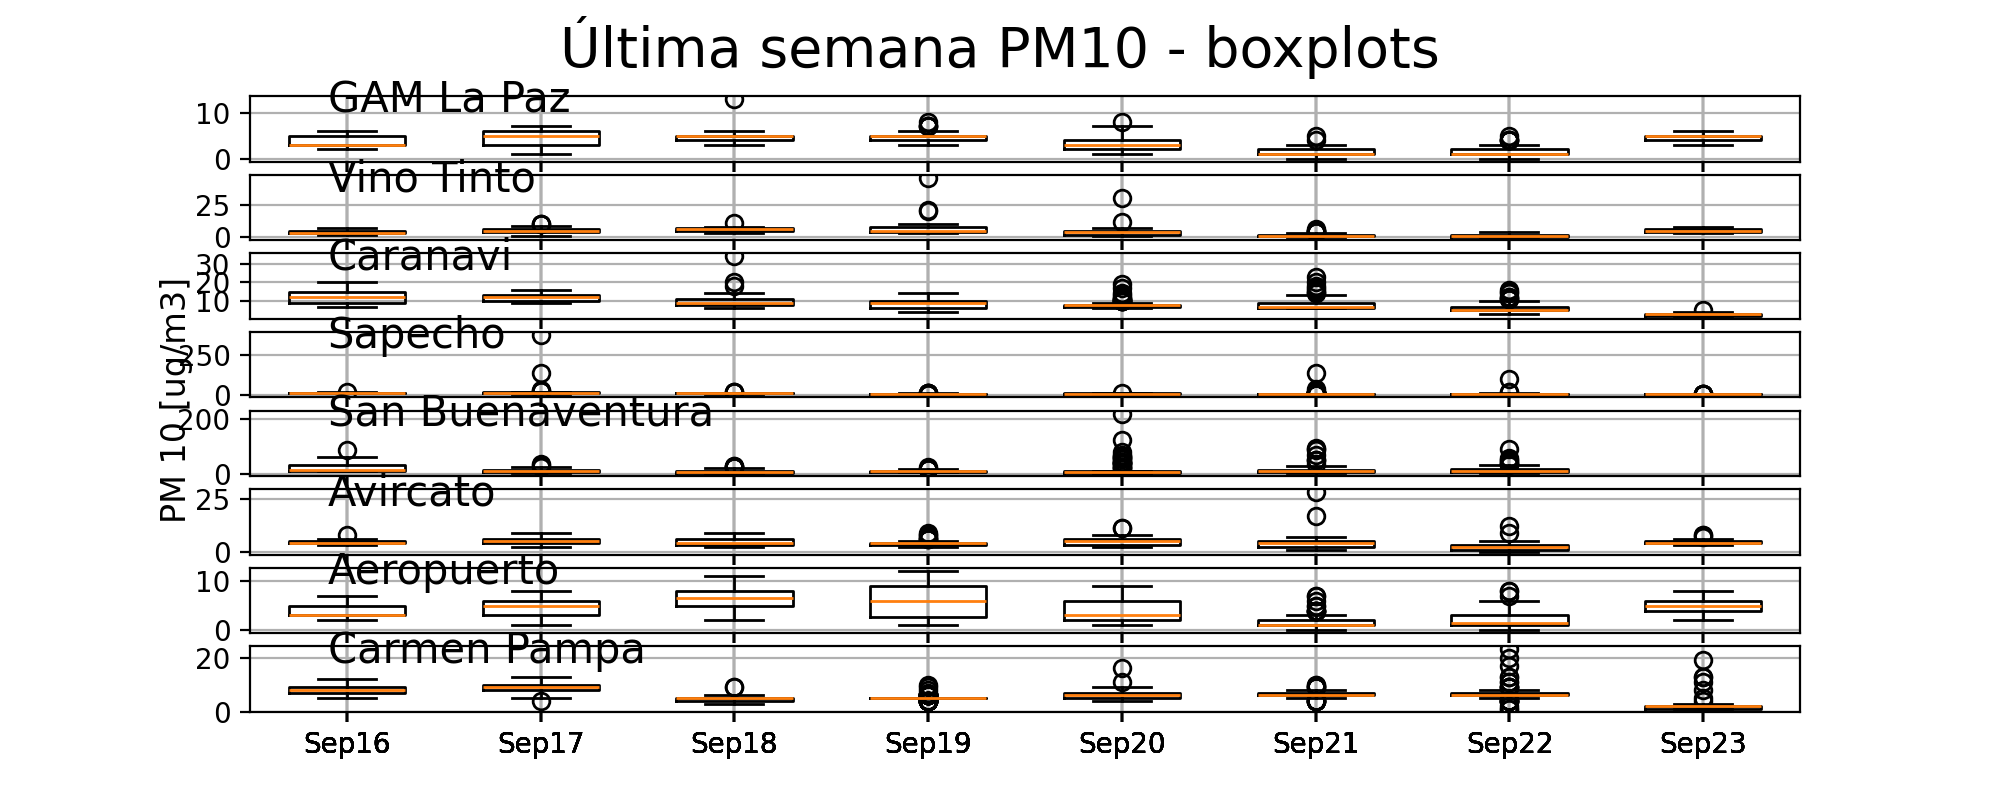 Última semana PM10 - boxplots
GAM La Paz
10
0
Vino Tinto
25
0
Caranavi
30
20
10
Sapecho
250
0
San Buenaventura
200
0
Avircato
25
0
Aeropuerto
10
0
Carmen Pampa
20
0
PM 10 [ug/m3]
Sep16 Sep17 Sep18 Sep19 Sep20 Sep21 Sep22 Sep23